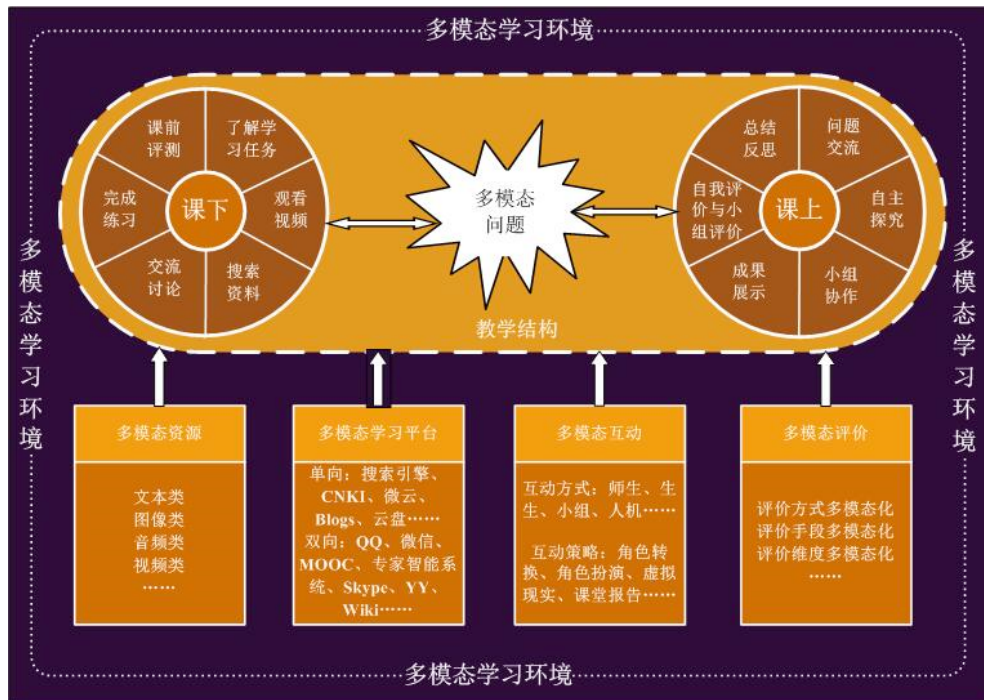 多模态学习环境
多模态学习环境
课前
评测
了解学
习任务
观看
视频
搜索
资料
交流
讨论
完成
练习
课下
多模态
问题
总结
反思
问题
交流
自主
探究
小组
协作
成果
展示
自我评
价与小
组评价
课上
教学结构
多模态学习环境
多模态资源
文本类
图像类
音频类
视频类
……
多模态学习平台
单向：搜索引擎、
CNKI、微云、
Blogs、云盘……
双向：QQ、微信、
MOOC、专家智能系
统、Skype、YY、
Wiki……
多模态互动
互动方式：师生、生
生、小组、人机……
互动策略：角色转
换、角色扮演、虚拟
现实、课堂报告……
多模态评价
评价方式多模态化
评价手段多模态化
评价维度多模态化
……
多模态学习环境